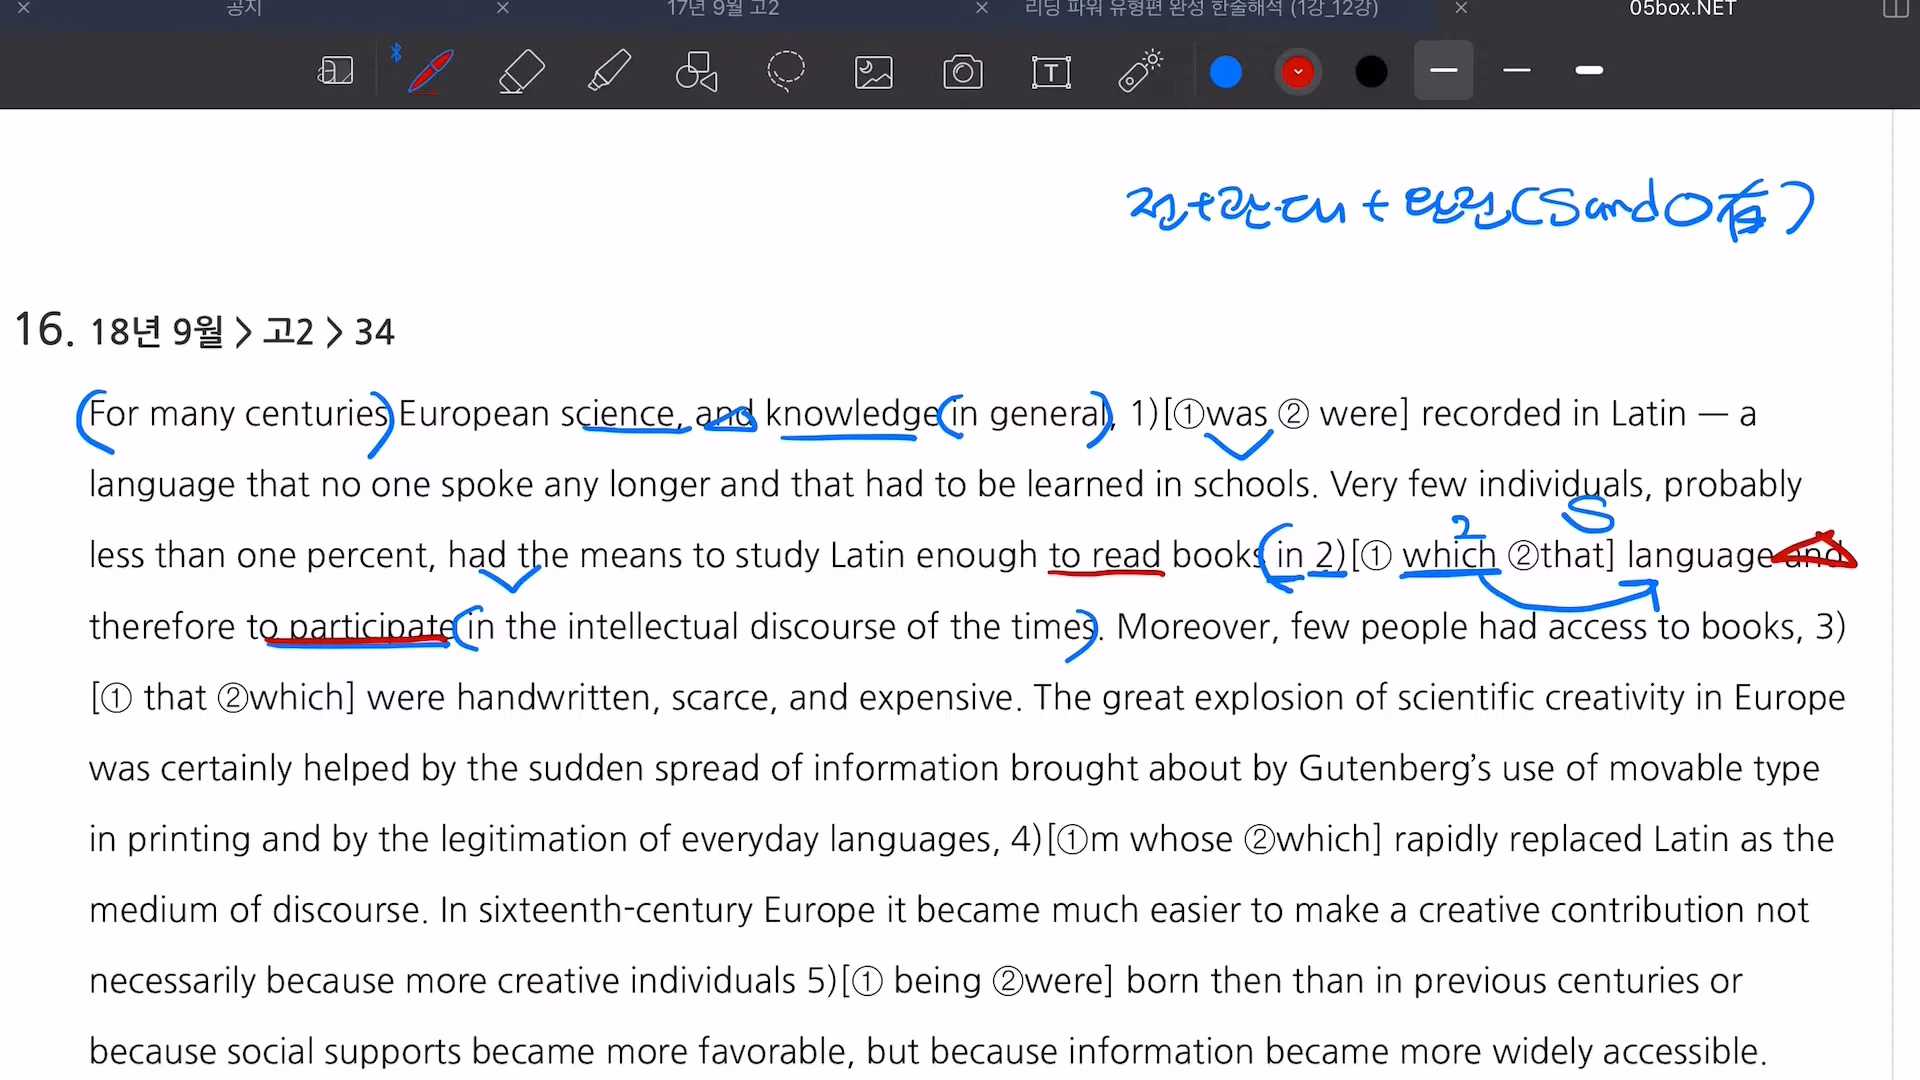 공지 17년 9월 고2 리딩 파워 유형편 완성 한술해석 (1강_12강) 05box.NET
전+관·대 + 완전(S and O有)
16. 18년 9월 > 고2 > 34
For many centuries European science, and knowledge in general, 1)[①was ② were] recorded in Latin — a
language that no one spoke any longer and that had to be learned in schools. Very few individuals, probably
2 S
less than one percent, had the means to study Latin enough to read books in 2)[① which ②that] language and
therefore to participate in the intellectual discourse of the times. Moreover, few people had access to books, 3)
[① that ②which] were handwritten, scarce, and expensive. The great explosion of scientific creativity in Europe
was certainly helped by the sudden spread of information brought about by Gutenberg’s use of movable type
in printing and by the legitimation of everyday languages, 4)[①m whose ②which] rapidly replaced Latin as the
medium of discourse. In sixteenth-century Europe it became much easier to make a creative contribution not
necessarily because more creative individuals 5)[① being ②were] born then than in previous centuries or
because social supports became more favorable, but because information became more widely accessible.